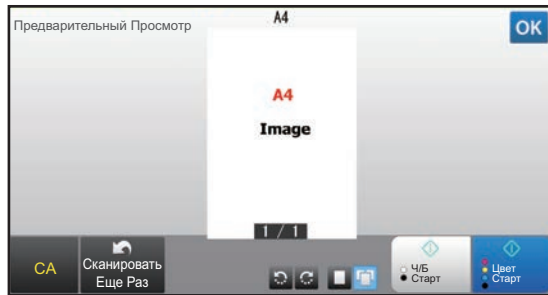 Предварительный Просмотр
A4
OK
A4
Image
1 / 1
CA
Сканировать
Еще Раз
Ч/Б
Старт
Цвет
Старт